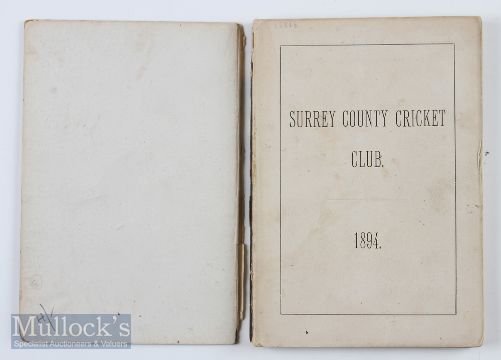 SURREY COUNTY CRICKET
CLUB.
1894.
Mullock's
Specialist Auctioneers & Valuers